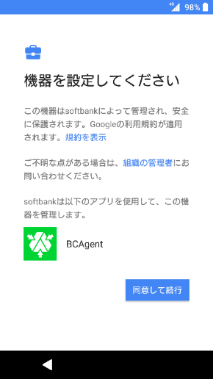 98%
機器を設定してください
この機器はsoftbankによって管理され、安全
に保護されます。Googleの利用規約が適用
されます。規約を表示
ご不明な点がある場合は、組織の管理者にお
問い合わせください。
softbankは以下のアプリを使用して、この機
器を管理します。
BCAgent
同意して続行